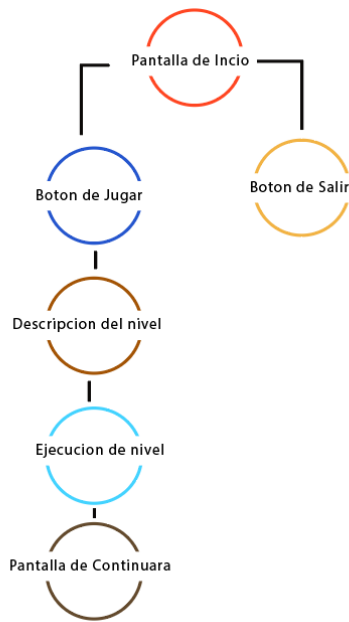 Pantalla de Incio
Boton de Jugar
Boton de Salir
Descripcion del nivel
Ejecucion de nivel
Pantalla de Continuara